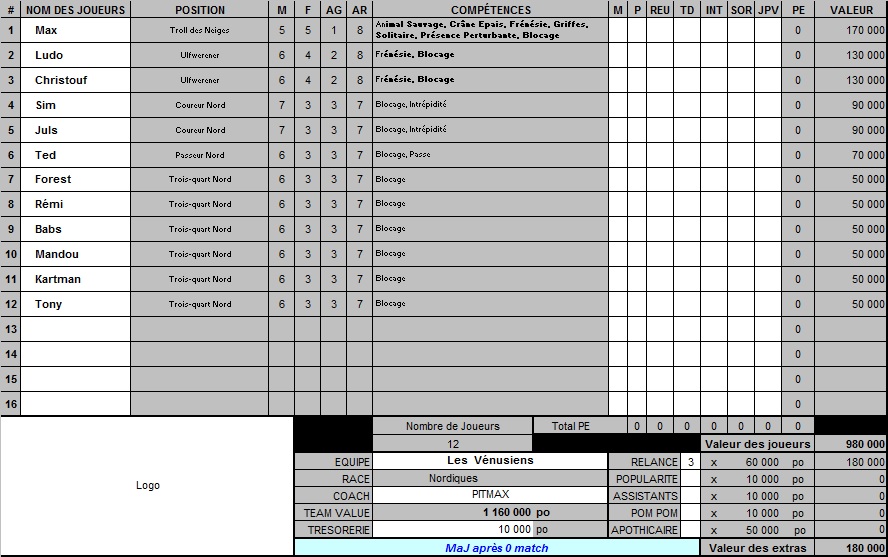 # NOM DES JOUEURS POSITION M F AG AR COMPÉTENCES M P REU TD INT SOR JPV PE VALEUR
1 Max Troll des Neiges 5 5 1 8 Animal Sauvage, Crâne Epais, Frénésie, Griffes, Solitaire, Présence Perturbante, Blocage 0 170 000
2 Ludo Ulfwerener 6 4 2 8 Frénésie, Blocage 0 130 000
3 Christouf Ulfwerener 6 4 2 8 Frénésie, Blocage 0 130 000
4 Sim Coureur Nord 7 3 3 7 Blocage, Intrépidité 0 90 000
5 Juls Coureur Nord 7 3 3 7 Blocage, Intrépidité 0 90 000
6 Ted Passeur Nord 6 3 3 7 Blocage, Passe 0 70 000
7 Forest Trois-quart Nord 6 3 3 7 Blocage 0 50 000
8 Rémi Trois-quart Nord 6 3 3 7 Blocage 0 50 000
9 Babs Trois-quart Nord 6 3 3 7 Blocage 0 50 000
10 Mandou Trois-quart Nord 6 3 3 7 Blocage 0 50 000
11 Kartman Trois-quart Nord 6 3 3 7 Blocage 0 50 000
12 Tony Trois-quart Nord 6 3 3 7 Blocage 0 50 000
13 0
14 0
15 0
16 0
Nombre de Joueurs Total PE 0 0 0 0 0 0 0
12 Valeur des joueurs 980 000
EQUIPE Les Vénusiens RELANCE 3 x 60 000 po 180 000
RACE Nordiques POPULARITE x 10 000 po 0
Logo
COACH PITMAX ASSISTANTS x 10 000 po 0
TEAM VALUE 1 160 000 po POM POM x 10 000 po 0
TRESORERIE 10 000 po APOTHICAIRE x 50 000 po 0
MaJ après 0 match Valeur des extras 180 000